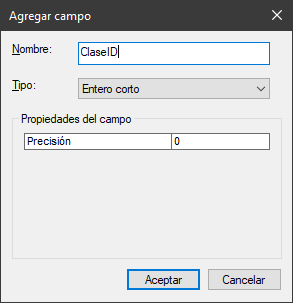 Agregar campo
Nombre: ClaseID
Tipo: Entero corto
Propiedades del campo
Precisión 0
Aceptar Cancelar